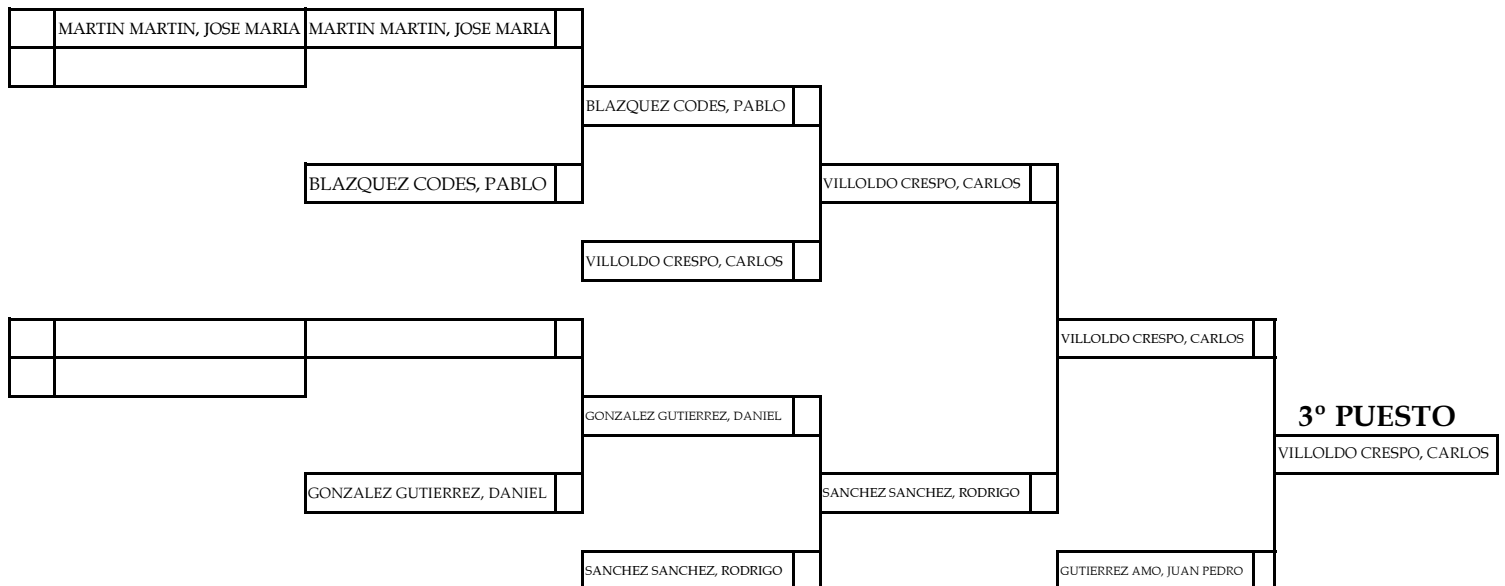 MARTIN MARTIN, JOSE MARIA MARTIN MARTIN, JOSE MARIA
BLAZQUEZ CODES, PABLO
BLAZQUEZ CODES, PABLO VILLOLDO CRESPO, CARLOS
VILLOLDO CRESPO, CARLOS
VILLOLDO CRESPO, CARLOS
GONZALEZ GUTIERREZ, DANIEL 3º PUESTO
VILLOLDO CRESPO, CARLOS
GONZALEZ GUTIERREZ, DANIEL SANCHEZ SANCHEZ, RODRIGO
SANCHEZ SANCHEZ, RODRIGO GUTIERREZ AMO, JUAN PEDRO